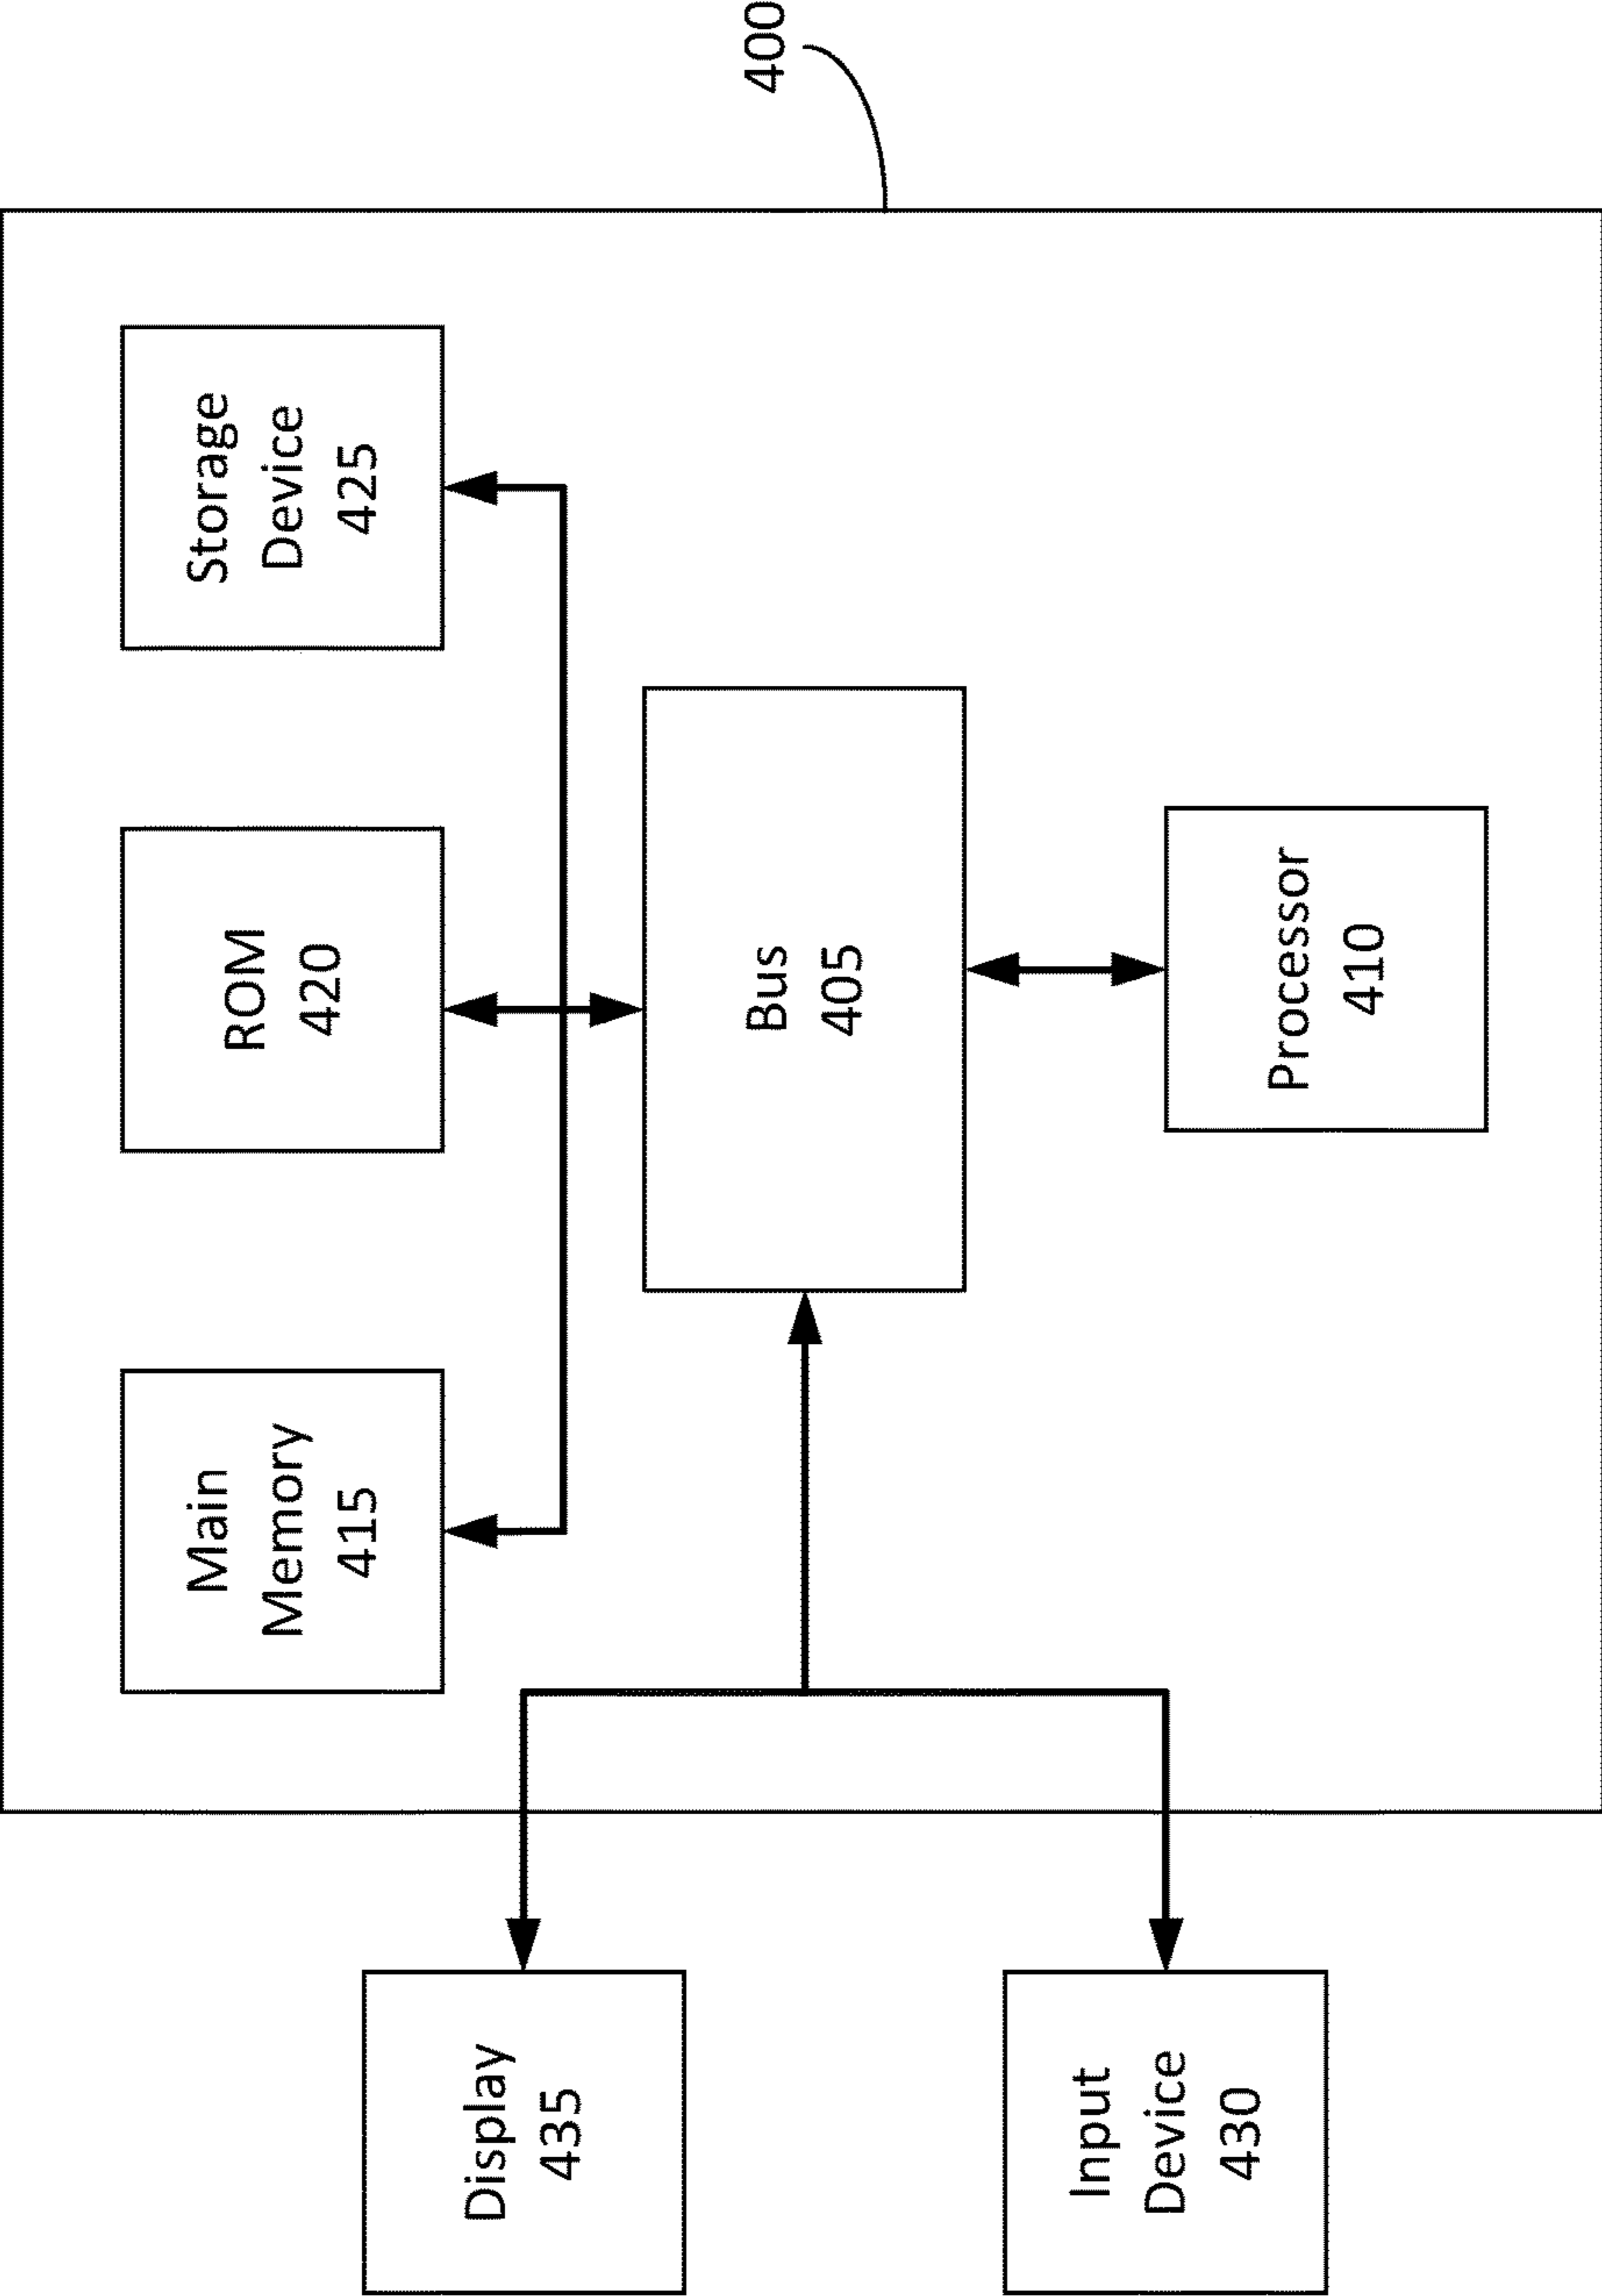 400
Main
Memory
415
ROM
420
Storage
Device
425
Display
435
Bus
405
Input
Device
430
Processor
410